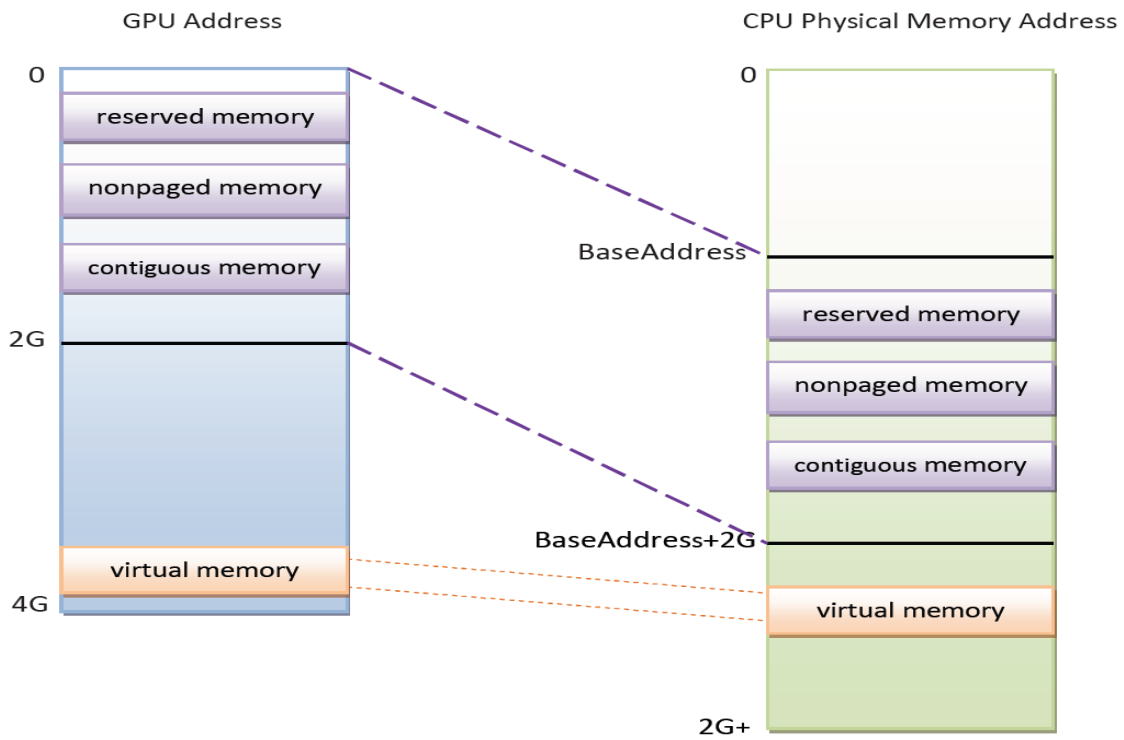 GPU Address
CPU Physical Memory Address
0
reserved memory
nonpaged memory
contiguous memory
2G
virtual memory
4G
0
BaseAddress
reserved memory
nonpaged memory
contiguous memory
BaseAddress+2G
virtual memory
2G+